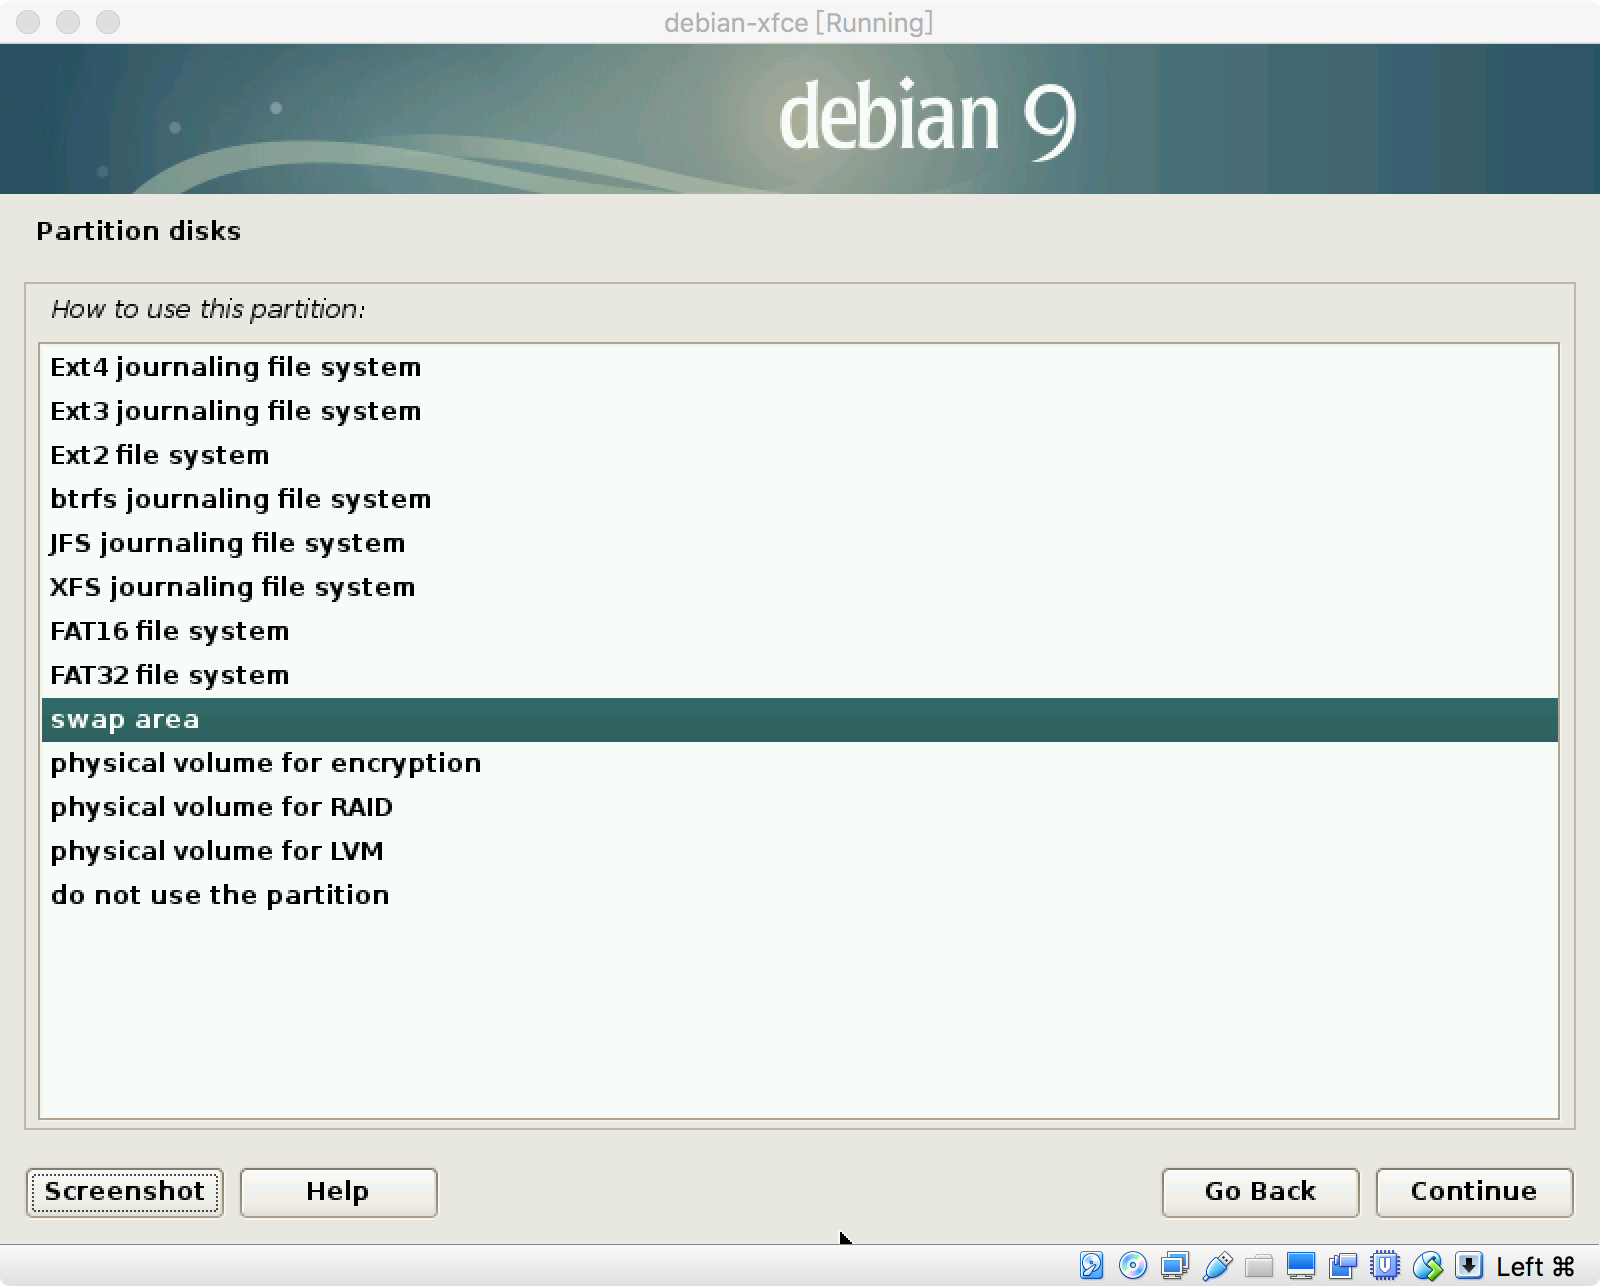 debian-xfce [Running]
debian 9
Partition disks
How to use this partition:
Ext4 journaling file system
Ext3 journaling file system
Ext2 file system
btrfs journaling file system
JFS journaling file system
XFS journaling file system
FAT16 file system
FAT32 file system
swap area
physical volume for encryption
physical volume for RAID
physical volume for LVM
do not use the partition
Screenshot Help Go Back Continue
Left ⌘